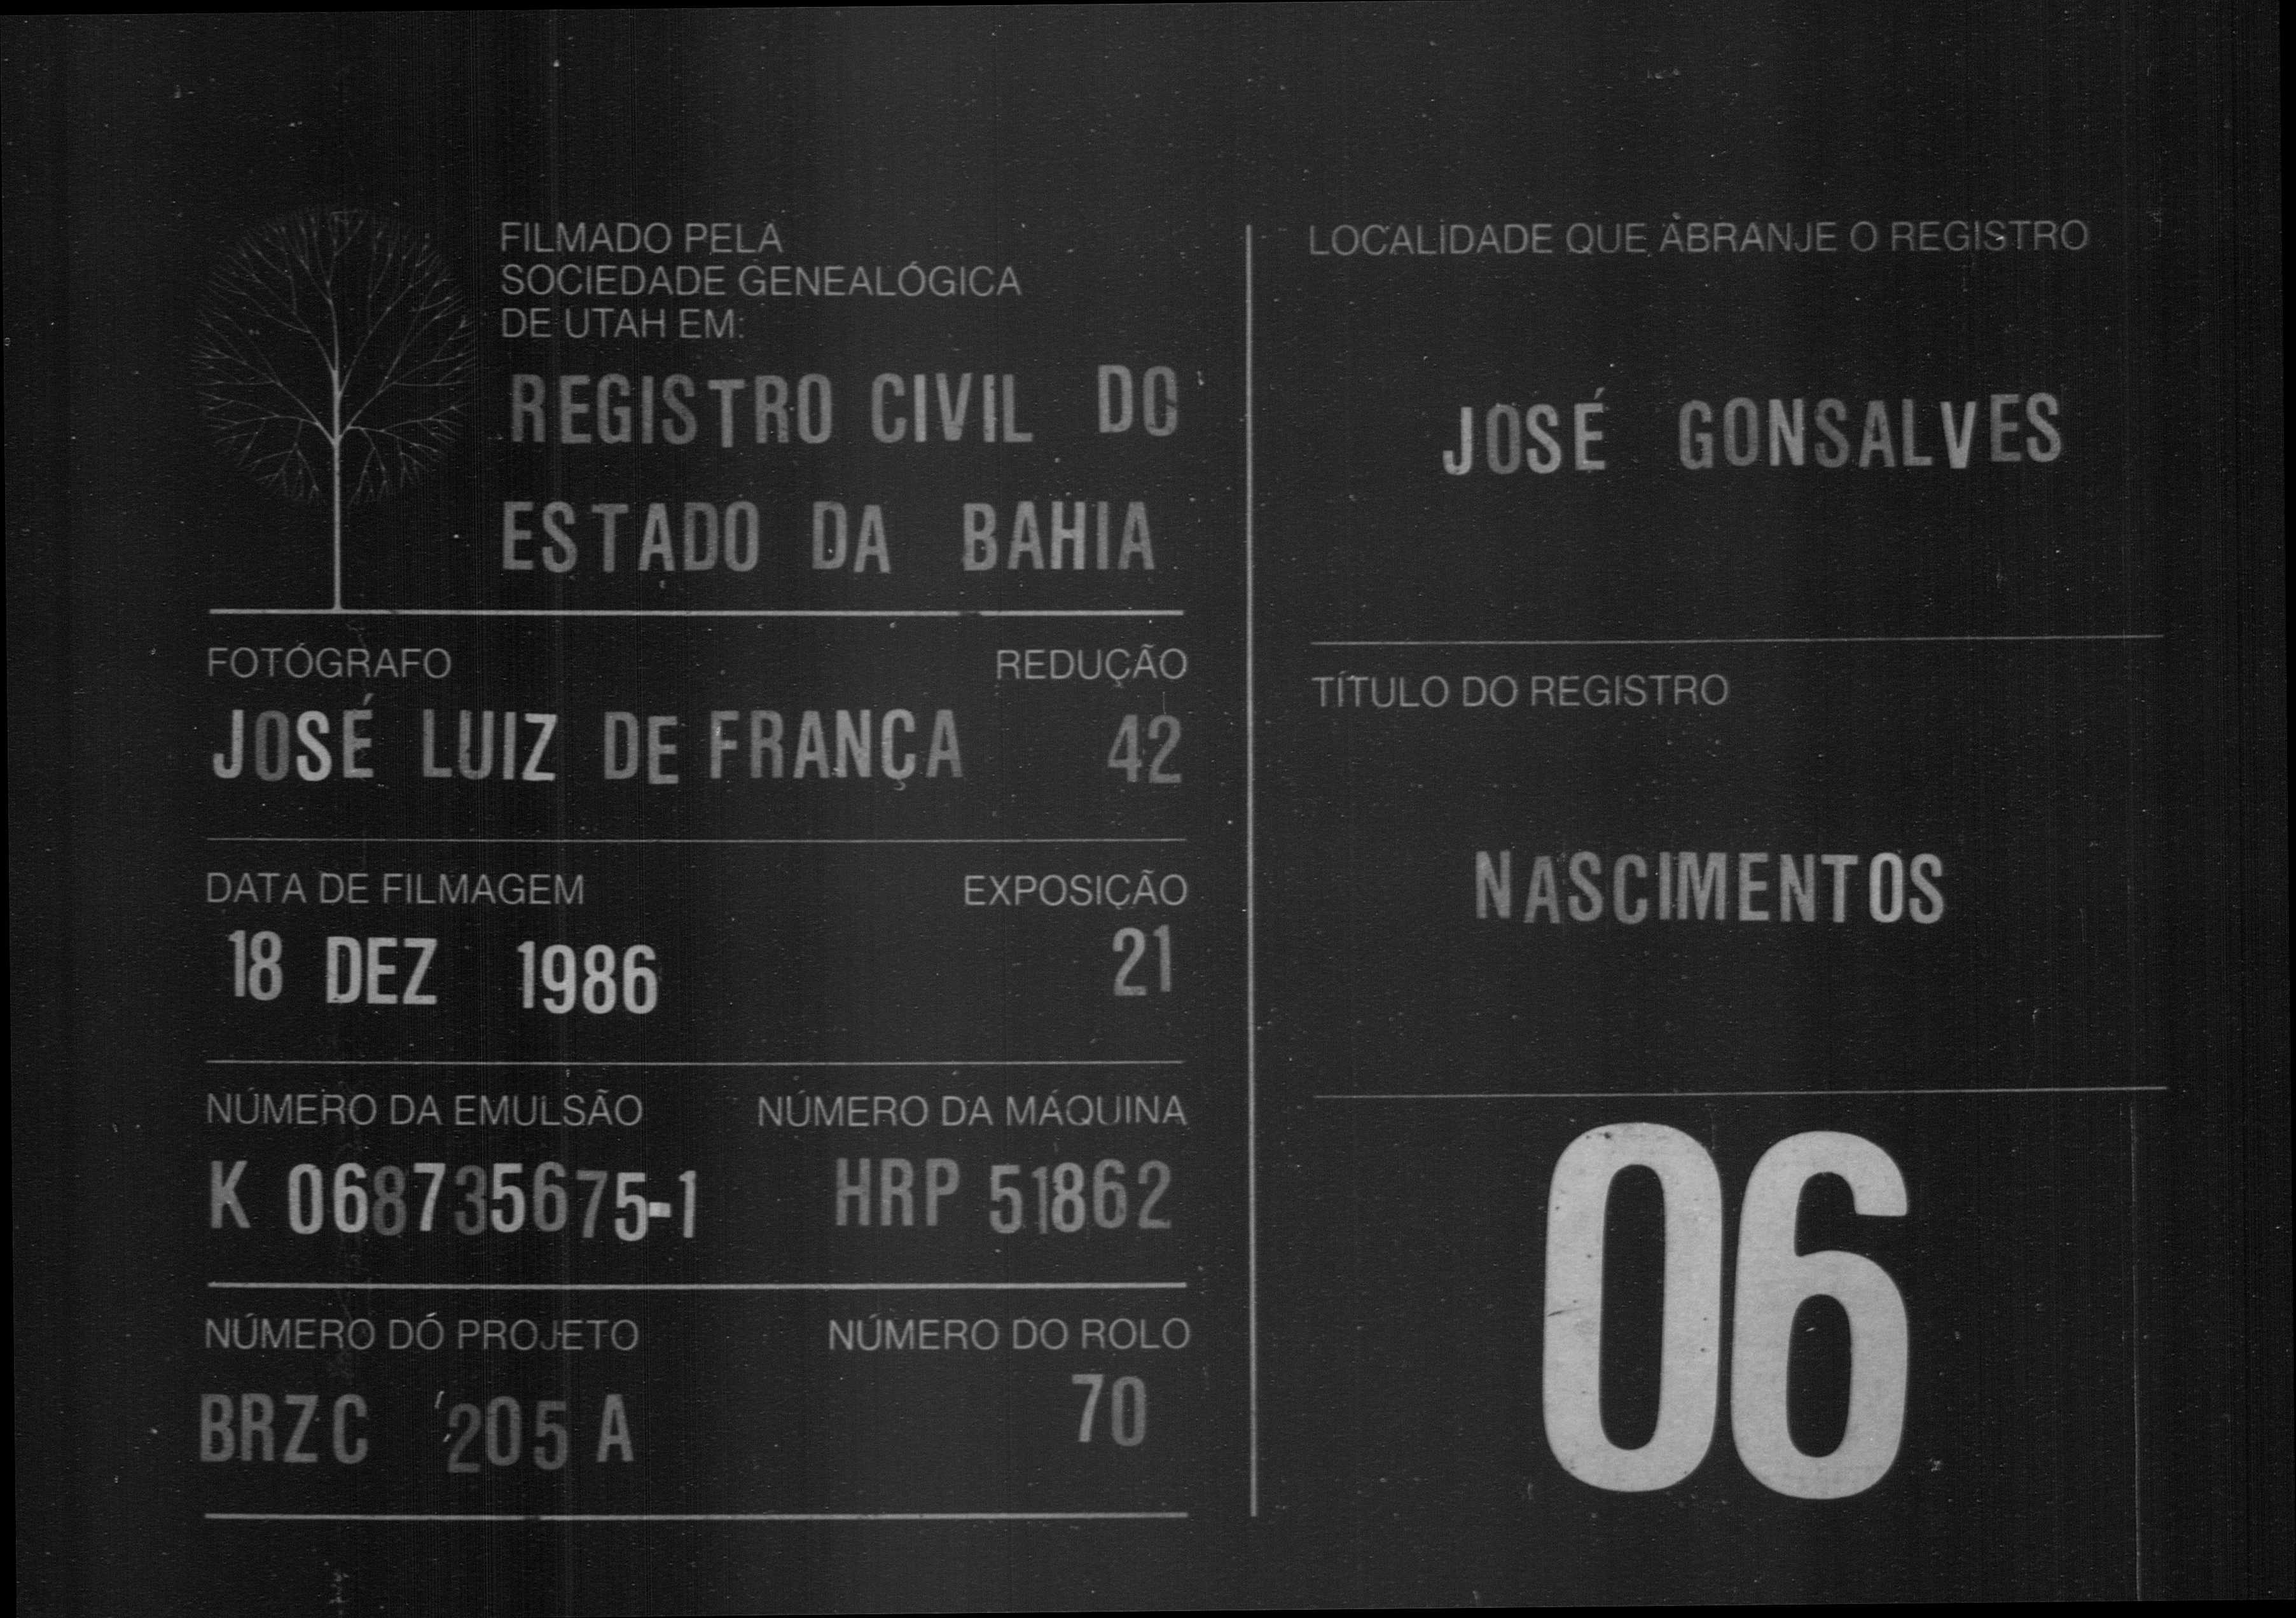 FILMADO PELA
SOCIEDADE GENEALÓGICA
DE UTAH EM:
REGISTRO CIVIL DO
ESTADO DA BAHIA
FOTÓGRAFO REDUÇÃO
JOSÉ LUIZ DE FRANÇA 42
DATA DE FILMAGEM EXPOSIÇÃO
18 DEZ 1986 21
NÚMERO DA EMULSÃO NÚMERO DA MÁQUINA
K 068735675-1 HRP 51862
NÚMERO DO PROJETO NÚMERO DO ROLO
BRZC 205 A 70
LOCALIDADE QUE ABRANJE O REGISTRO
JOSÉ GONSALVES
TÍTULO DO REGISTRO
NASCIMENTOS
06